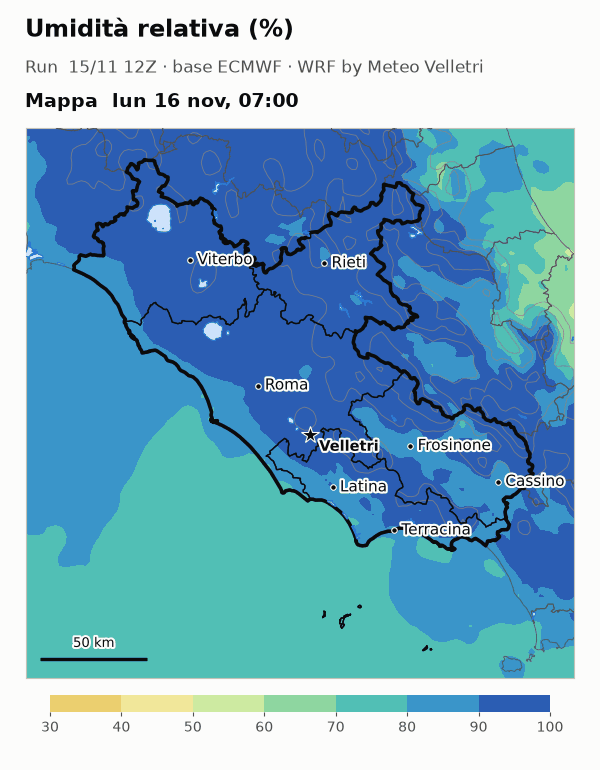 Umidità relativa (%)
Run 15/11 12Z · base ECMWF · WRF by Meteo Velletri
Mappa lun 16 nov, 07:00
Viterbo
Rieti
Roma
Velletri
Frosinone
Cassino
Latina
Terracina
50 km
30 40 50 60 70 80 90 100